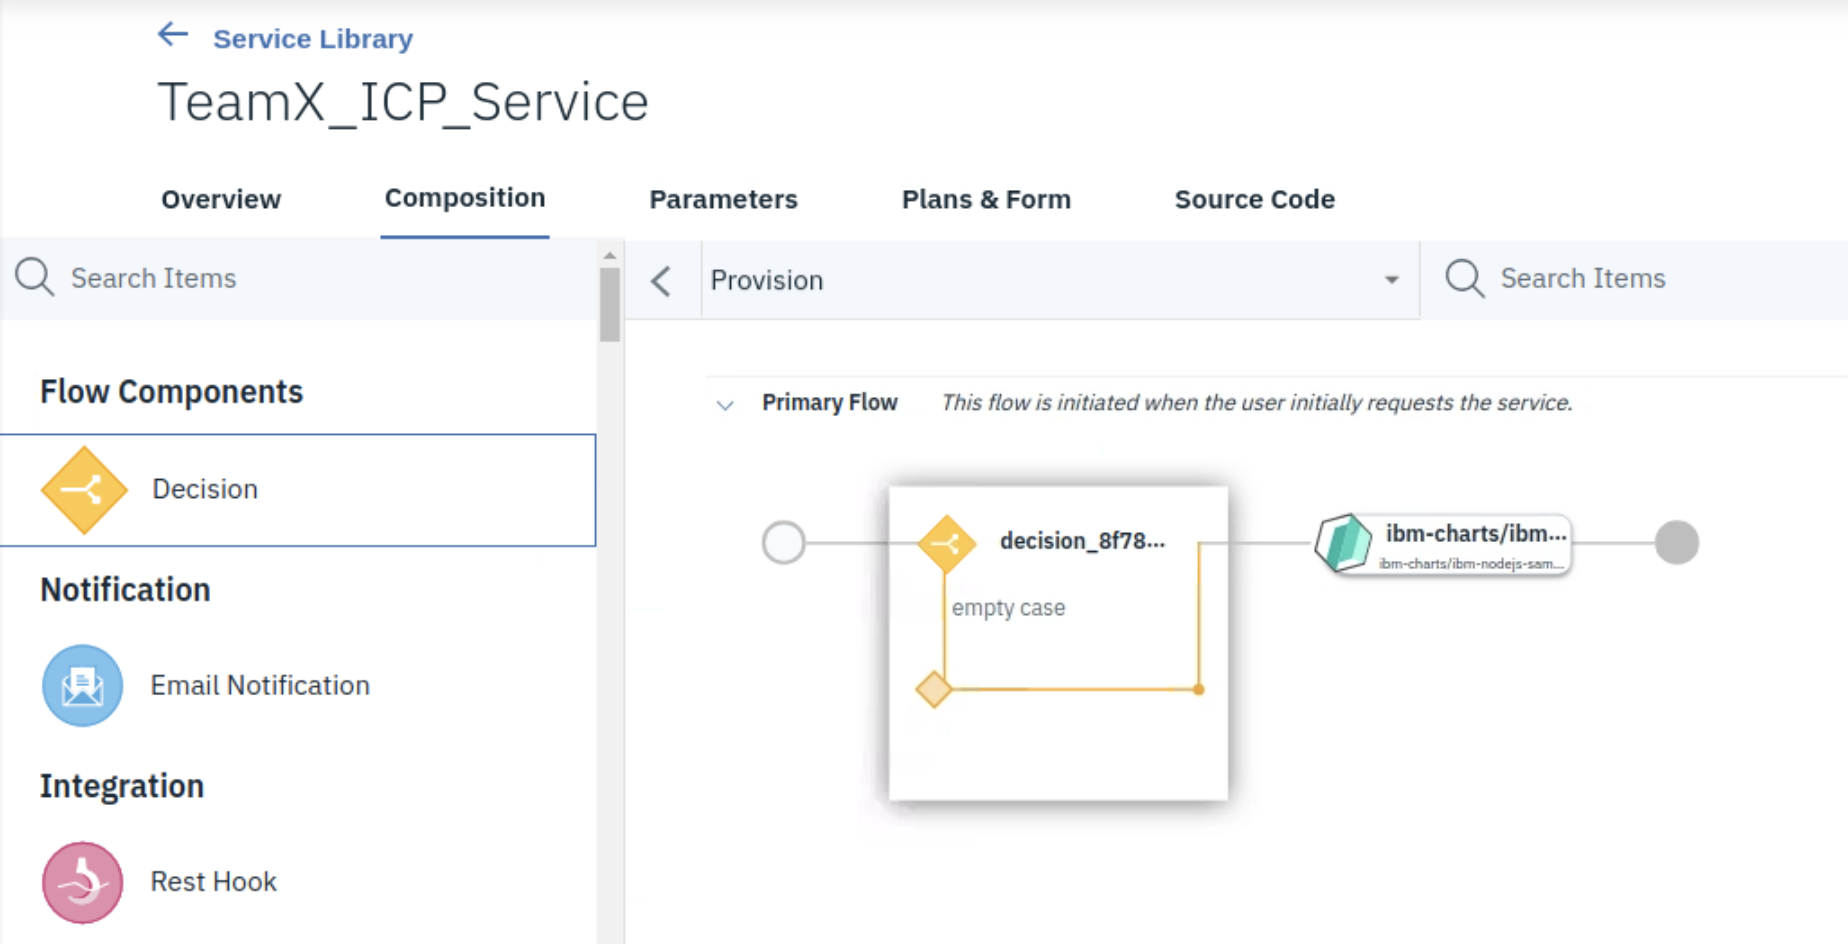 Service Library
TeamX_ICP_Service
Overview
Composition
Parameters
Plans & Form
Source Code
Search Items
Provision
Search Items
Flow Components
Decision
Notification
Email Notification
Integration
Rest Hook
Primary Flow
This flow is initiated when the user initially requests the service.
decision_8f78...
empty case
ibm-charts/ibm...
ibm-charts/ibm-nodejs-sam...